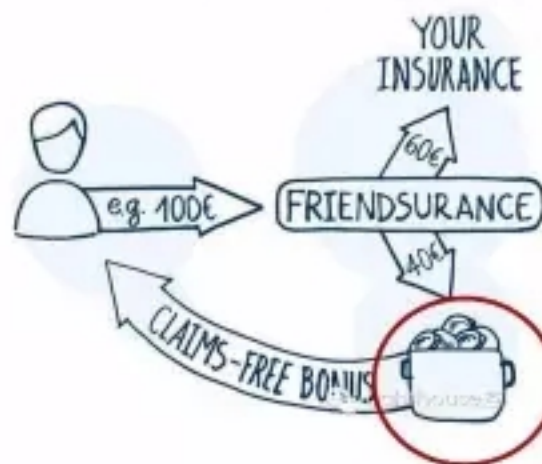 YOUR
INSURANCE
60€
e.g. 100€
FRIENDSURANCE
40€
CLAIMS-FREE BONUS